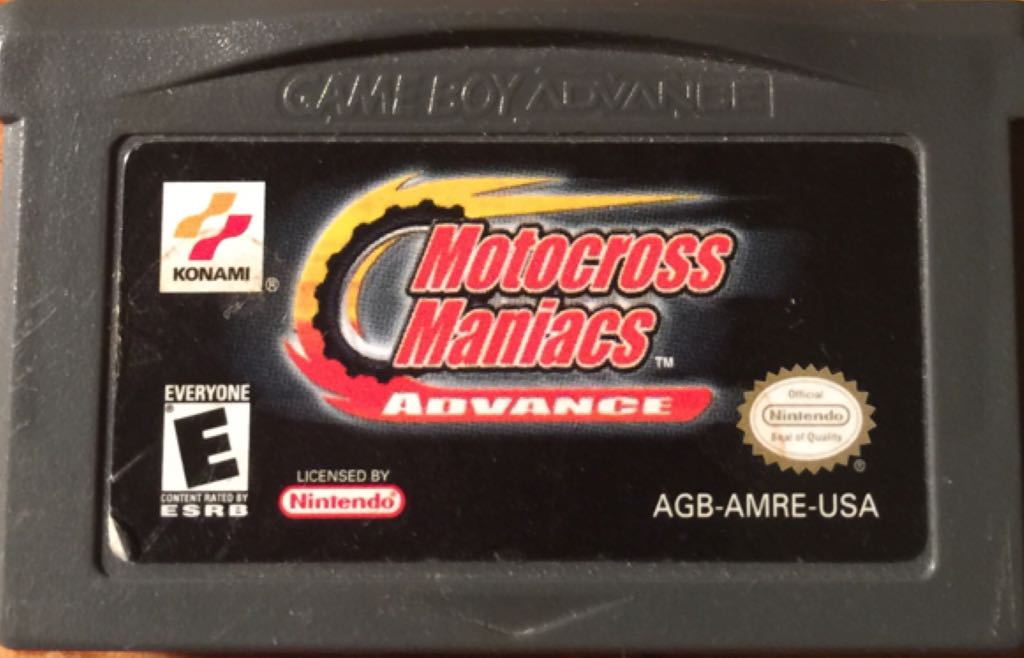 GAME BOY ADVANCE
KONAMI
®
Motocross
Maniacs
™
ADVANCE
EVERYONE
®
E
CONTENT RATED BY
ESRB
LICENSED BY
Nintendo®
Official
Nintendo
Seal of Quality
®
AGB-AMRE-USA